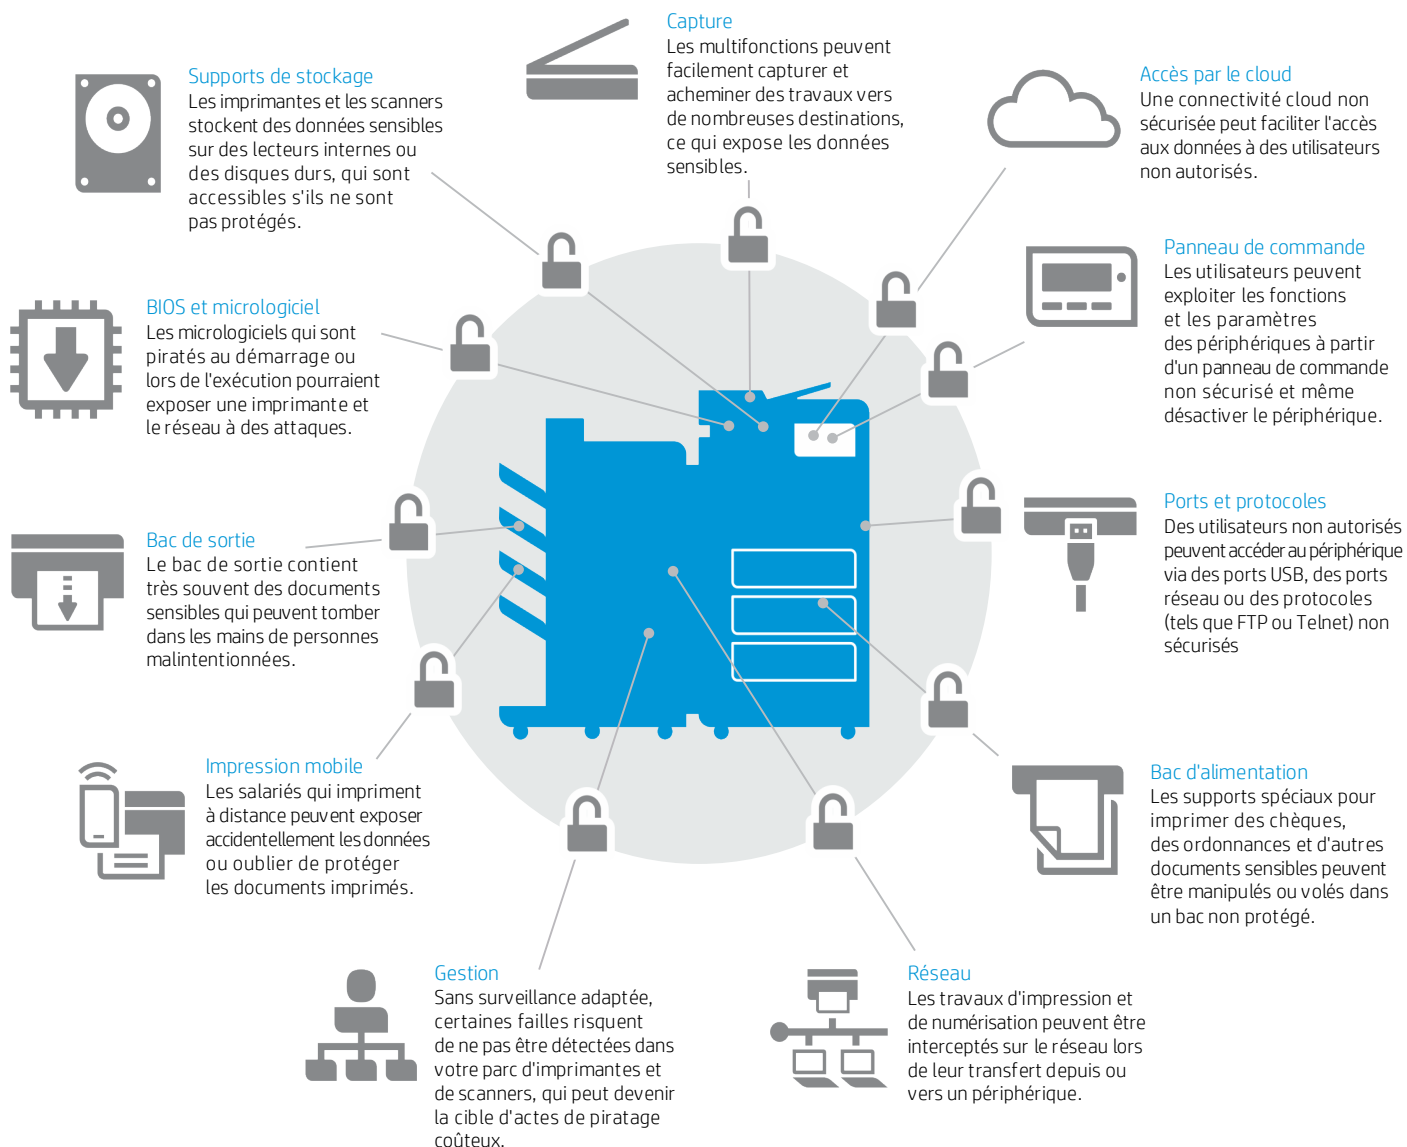 Capture
Les multifonctions peuvent
facilement capturer et
acheminer des travaux vers
de nombreuses destinations,
ce qui expose les données
sensibles.
Supports de stockage
Les imprimantes et les scanners
stockent des données sensibles
sur des lecteurs internes ou
des disques durs, qui sont
accessibles s'ils ne sont
pas protégés.
Accès par le cloud
Une connectivité cloud non
sécurisée peut faciliter l'accès
aux données à des utilisateurs
non autorisés.
Panneau de commande
Les utilisateurs peuvent
exploiter les fonctions
et les paramètres
des périphériques à partir
d'un panneau de commande
non sécurisé et même
désactiver le périphérique.
BIOS et micrologiciel
Les micrologiciels qui sont
piratés au démarrage ou
lors de l'exécution pourraient
exposer une imprimante et
le réseau à des attaques.
Ports et protocoles
Des utilisateurs non autorisés
peuvent accéder au périphérique
via des ports USB, des ports
réseau ou des protocoles
(tels que FTP ou Telnet) non
sécurisés
Bac de sortie
Le bac de sortie contient
très souvent des documents
sensibles qui peuvent tomber
dans les mains de personnes
malintentionnées.
Impression mobile
Les salariés qui impriment
à distance peuvent exposer
accidentellement les données
ou oublier de protéger
les documents imprimés.
Bac d'alimentation
Les supports spéciaux pour
imprimer des chèques,
des ordonnances et d'autres
documents sensibles peuvent
être manipulés ou volés dans
un bac non protégé.
Gestion
Sans surveillance adaptée,
certaines failles risquent
de ne pas être détectées dans
votre parc d'imprimantes et
de scanners, qui peut devenir
la cible d'actes de piratage
coûteux.
Réseau
Les travaux d'impression et
de numérisation peuvent être
interceptés sur le réseau lors
de leur transfert depuis ou
vers un périphérique.